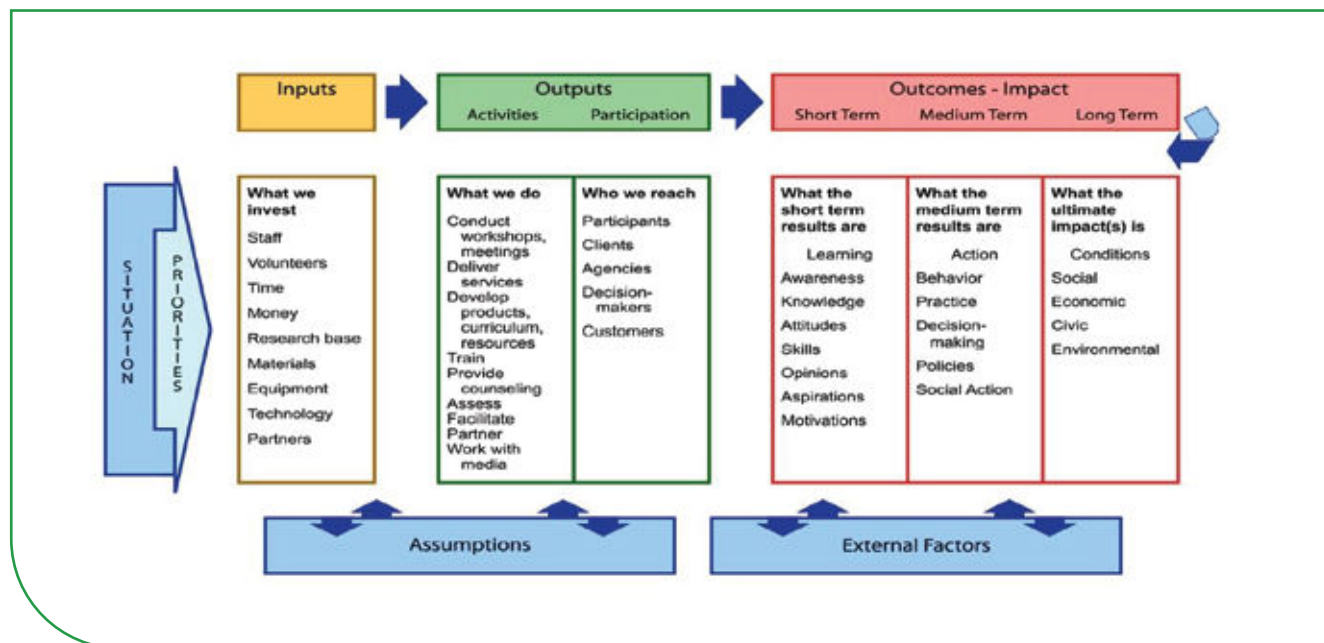 Inputs
Outputs
Activities
Participation
Outcomes - Impact
Short Term
Medium Term
Long Term
SITUATION
PRIORITIES
What we
invest
Staff
Volunteers
Time
Money
Research base
Materials
Equipment
Technology
Partners
What we do
Conduct
workshops,
meetings
Deliver
services
Develop
products,
curriculum,
resources
Train
Provide
counseling
Assess
Facilitate
Partner
Work with
media
Who we reach
Participants
Clients
Agencies
Decision-
makers
Customers
What the
short term
results are
Learning
Awareness
Knowledge
Attitudes
Skills
Opinions
Aspirations
Motivations
What the
medium term
results are
Action
Behavior
Practice
Decision-
making
Policies
Social Action
What the
ultimate
impact(s) is
Conditions
Social
Economic
Civic
Environmental
Assumptions
External Factors